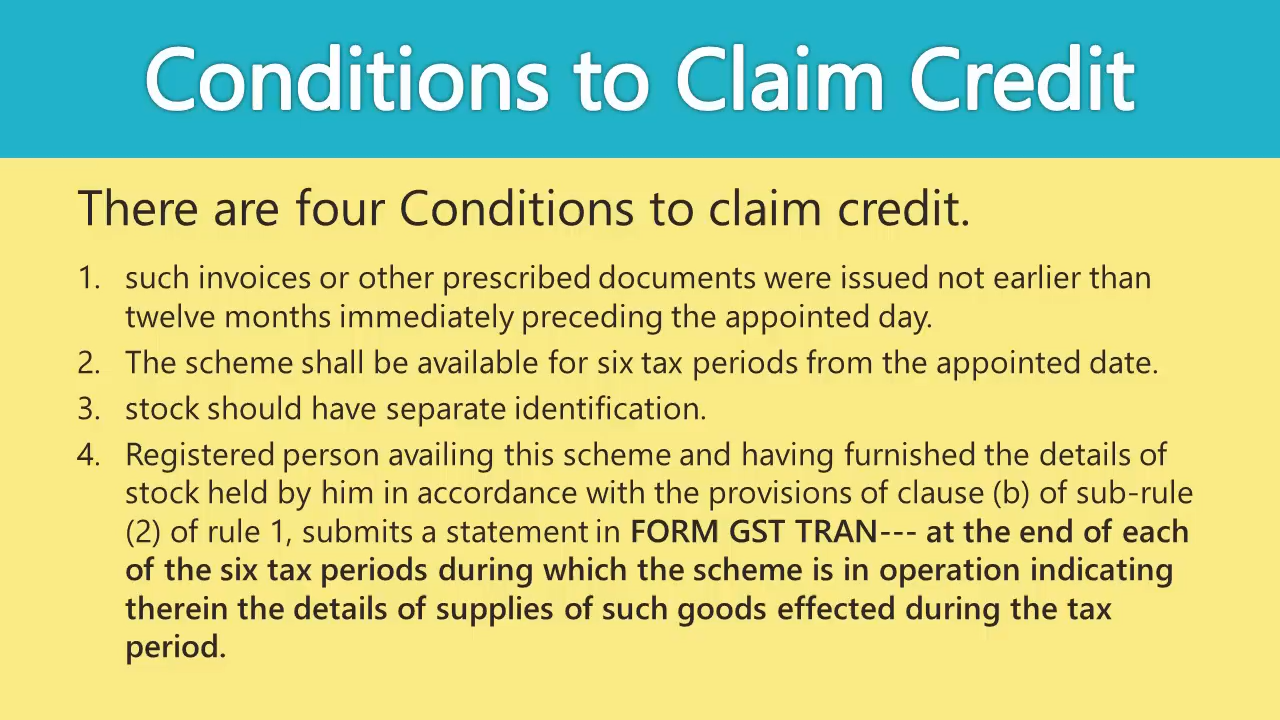 Conditions to Claim Credit
There are four Conditions to claim credit.
1. such invoices or other prescribed documents were issued not earlier than
twelve months immediately preceding the appointed day.
2. The scheme shall be available for six tax periods from the appointed date.
3. stock should have separate identification.
4. Registered person availing this scheme and having furnished the details of
stock held by him in accordance with the provisions of clause (b) of sub-rule
(2) of rule 1, submits a statement in FORM GST TRAN--- at the end of each
of the six tax periods during which the scheme is in operation indicating
therein the details of supplies of such goods effected during the tax
period.